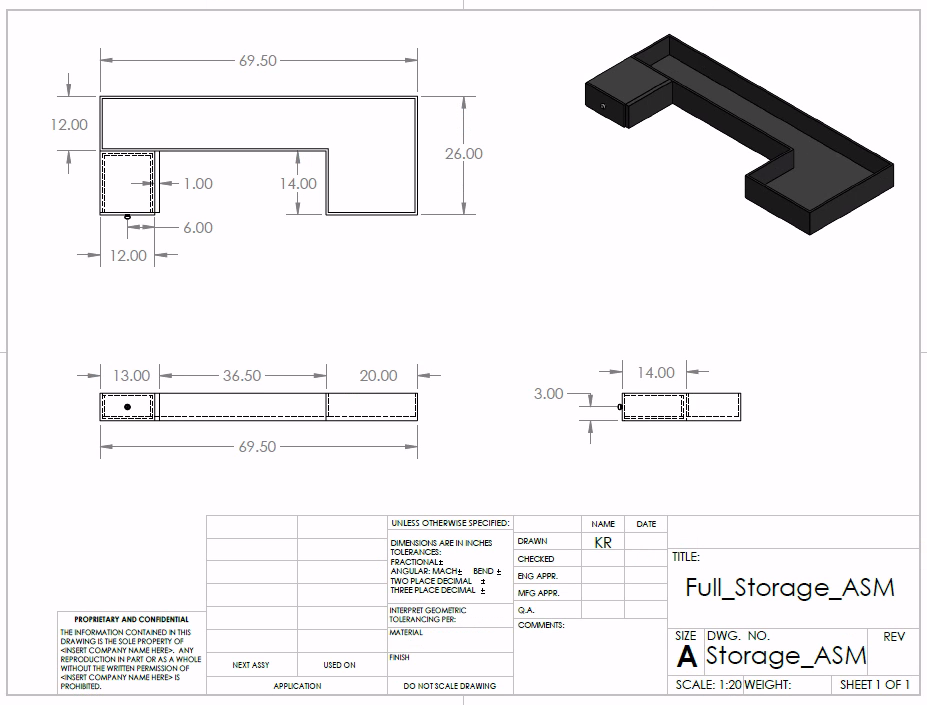 69.50
12.00
26.00
1.00
14.00
6.00
12.00
13.00
36.50
20.00
69.50
14.00
3.00
PROPRIETARY AND CONFIDENTIAL
THE INFORMATION CONTAINED IN THIS
DRAWING IS THE SOLE PROPERTY OF
<INSERT COMPANY NAME HERE>.  ANY
REPRODUCTION IN PART OR AS A WHOLE
WITHOUT THE WRITTEN PERMISSION OF
<INSERT COMPANY NAME HERE> IS
PROHIBITED.
NEXT ASSY
USED ON
APPLICATION
UNLESS OTHERWISE SPECIFIED:
DIMENSIONS ARE IN INCHES
TOLERANCES:
FRACTIONAL±
ANGULAR: MACH± BEND ±
TWO PLACE DECIMAL ±
THREE PLACE DECIMAL ±
INTERPRET GEOMETRIC
TOLERANCING PER:
MATERIAL
FINISH
DO NOT SCALE DRAWING
NAME
DATE
DRAWN
KR
CHECKED
ENG APPR.
MFG APPR.
Q.A.
COMMENTS:
TITLE:
Full_Storage_ASM
SIZE
A
DWG. NO.
Storage_ASM
REV
SCALE: 1:20
WEIGHT:
SHEET 1 OF 1